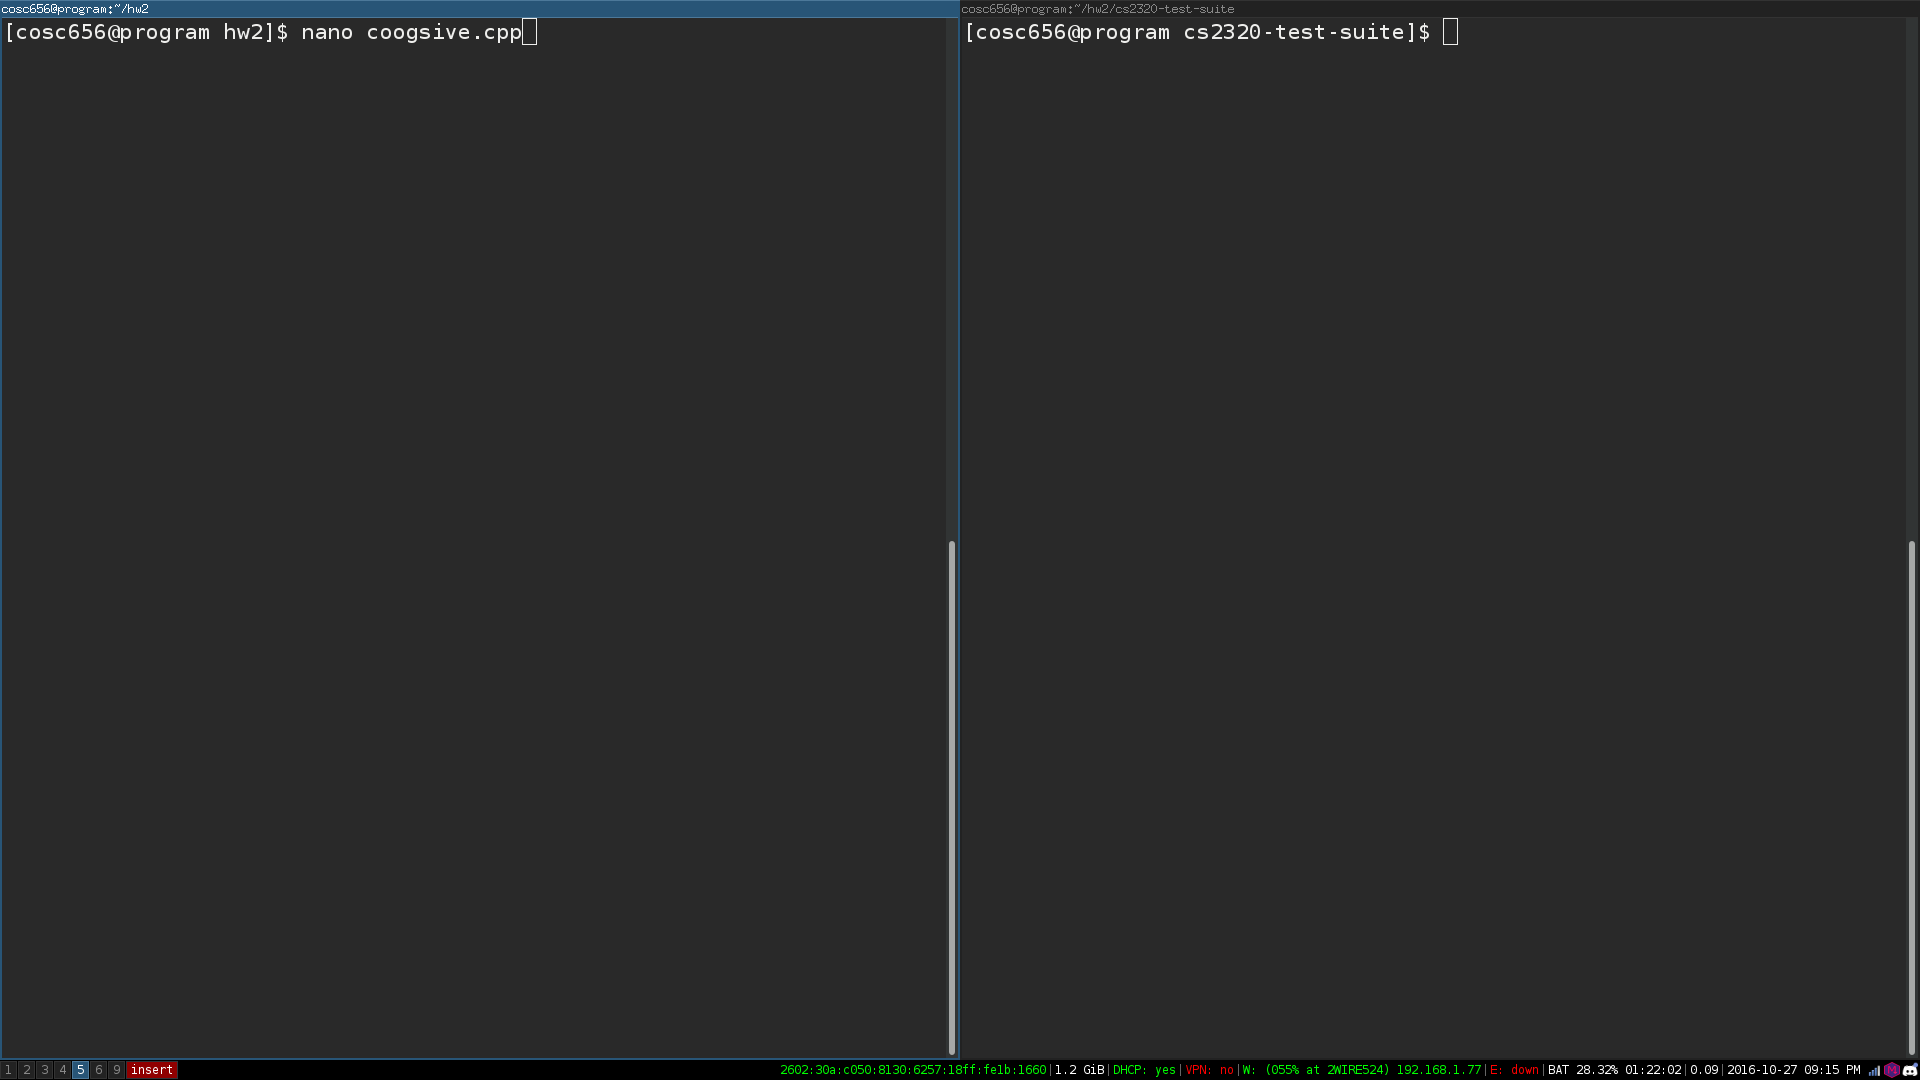 cosc656@program:~/hw2
[cosc656@program hw2]$ nano coogsive.cpp
cosc656@program:~/hw2/cs2320-test-suite
[cosc656@program cs2320-test-suite]$
1 2 3 4 5 6 9 insert
2602:30a:c050:8130:6257:18ff:fe1b:1660|1.2 GiB|DHCP: yes|VPN: no|W: (055% at 2WIRE524) 192.168.1.77|E: down|BAT 28.32% 01:22:02|0.09|2016-10-27 09:15 PM